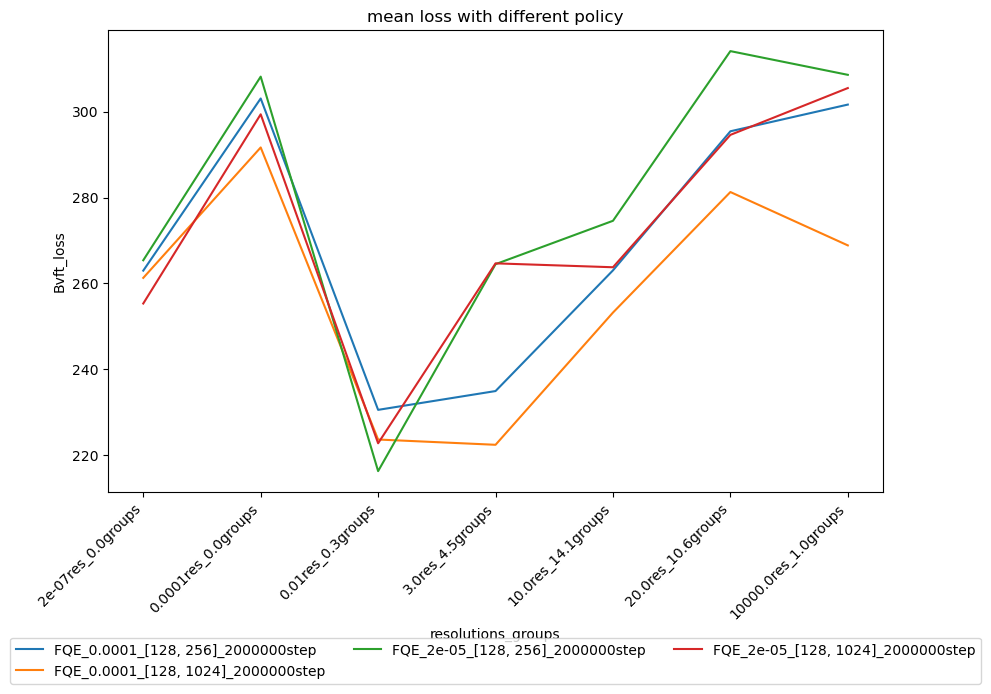 mean loss with different policy
Bvft_loss
300
280
260
240
220
2e-07res_0.0groups
0.0001res_0.0groups
0.01res_0.3groups
3.0res_4.5groups
10.0res_14.1groups
20.0res_10.6groups
10000.0res_1.0groups
resolutions_groups
FQE_0.0001_[128, 256]_2000000step
FQE_0.0001_[128, 1024]_2000000step
FQE_2e-05_[128, 256]_2000000step
FQE_2e-05_[128, 1024]_2000000step